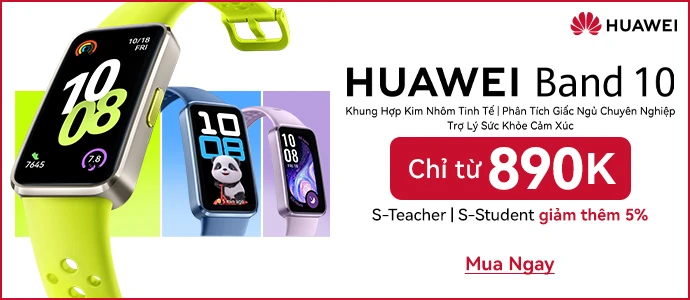 HUAWEI
HUAWEI Band 10
Khung Hợp Kim Nhôm Tinh Tế | Phân Tích Giấc Ngủ Chuyên Nghiệp
Trợ Lý Sức Khỏe Cảm Xúc
Chỉ từ 890K
S-Teacher | S-Student giảm thêm 5%
Mua Ngay
10/18
FRI
10
08
7645
7.8
10
08
10
08